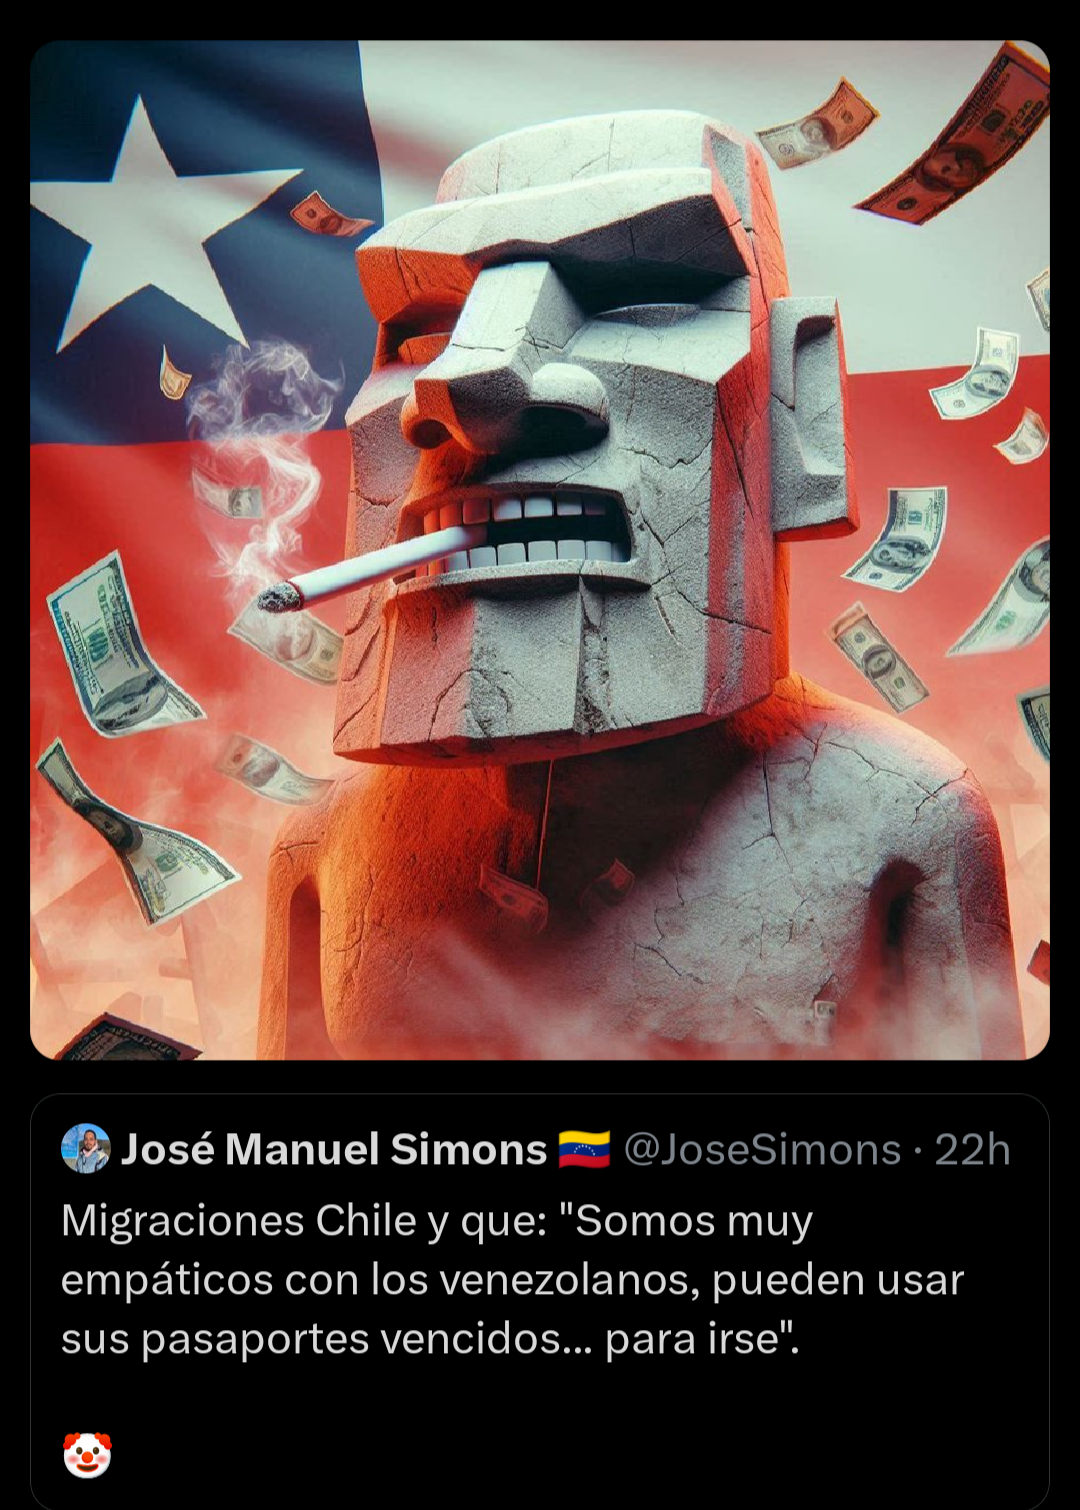 José Manuel Simons 🇻🇪 @JoseSimons · 22h
Migraciones Chile y que: "Somos muy
empáticos con los venezolanos, pueden usar
sus pasaportes vencidos... para irse".
🤡